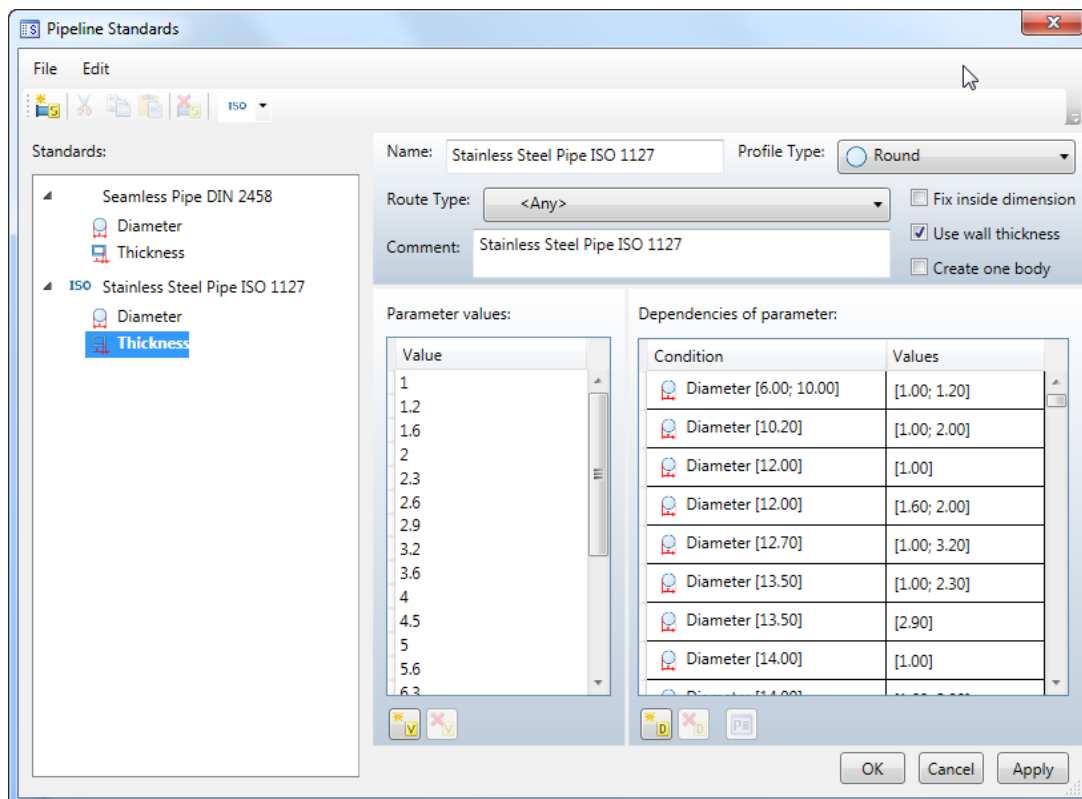 Pipeline Standards
File Edit
ISO
Standards:
Seamless Pipe DIN 2458
Diameter
Thickness
ISO Stainless Steel Pipe ISO 1127
Diameter
Thickness
Name: Stainless Steel Pipe ISO 1127 Profile Type: Round
Route Type: <Any> Fix inside dimension
Use wall thickness
Comment: Stainless Steel Pipe ISO 1127
Create one body
Parameter values:
Value
1
1.2
1.6
2
2.3
2.6
2.9
3.2
3.6
4
4.5
5
5.6
6.3
Dependencies of parameter:
Condition Values
Diameter [6.00; 10.00] [1.00; 1.20]
Diameter [10.20] [1.00; 2.00]
Diameter [12.00] [1.00]
Diameter [12.00] [1.60; 2.00]
Diameter [12.70] [1.00; 3.20]
Diameter [13.50] [1.00; 2.30]
Diameter [13.50] [2.90]
Diameter [14.00] [1.00]
Diameter [14.00]
OK Cancel Apply